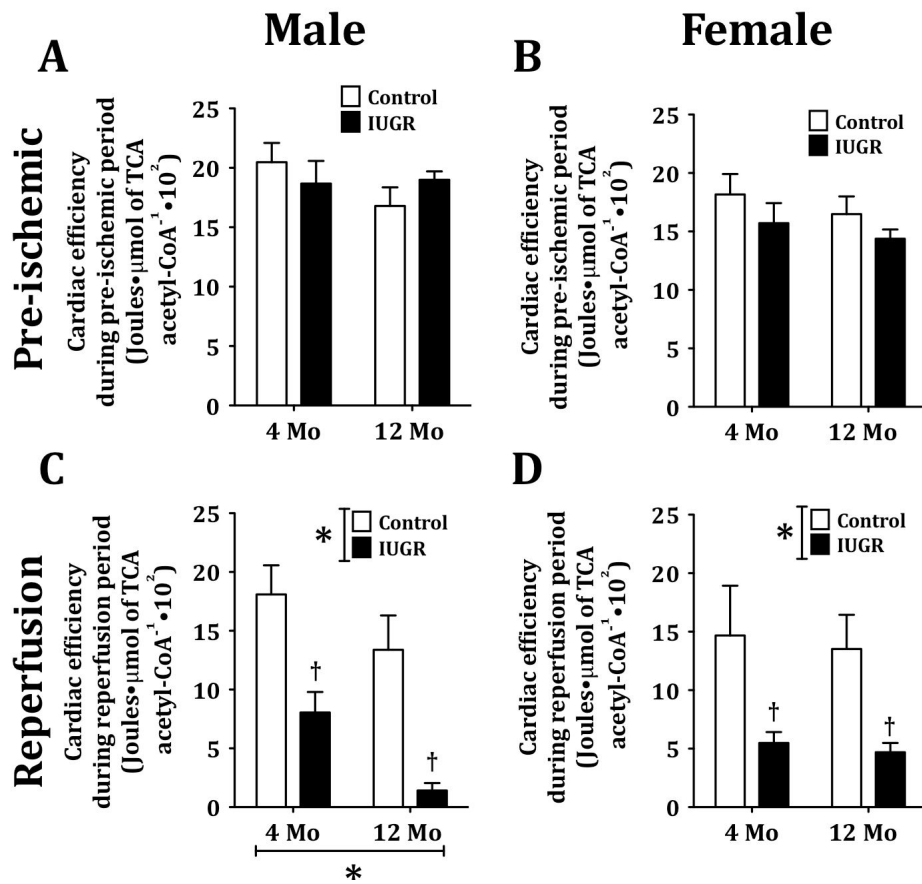 Male
Female
Pre-ischemic
Reperfusion
A
Cardiac efficiency
during pre-ischemic period
(Joules•μmol of TCA
acetyl-CoA⁻¹•10²)
25
20
15
10
5
0
Control
IUGR
4 Mo
12 Mo
B
Cardiac efficiency
during pre-ischemic period
(Joules•μmol of TCA
acetyl-CoA⁻¹•10²)
25
20
15
10
5
0
Control
IUGR
4 Mo
12 Mo
C
Cardiac efficiency
during reperfusion period
(Joules•μmol of TCA
acetyl-CoA⁻¹•10²)
25
20
15
10
5
0
*
Control
IUGR
†
†
4 Mo
12 Mo
*
D
Cardiac efficiency
during reperfusion period
(Joules•μmol of TCA
acetyl-CoA⁻¹•10²)
25
20
15
10
5
0
*
Control
IUGR
†
†
4 Mo
12 Mo